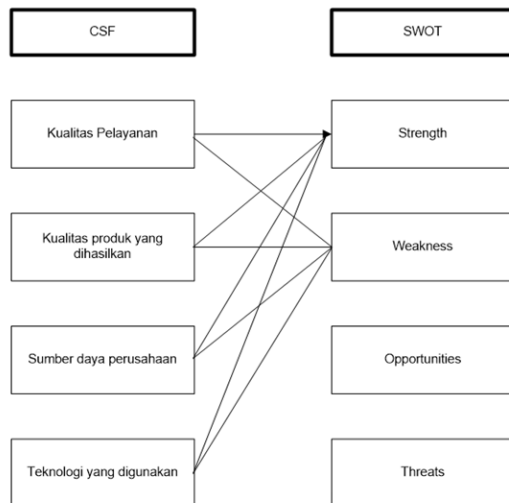 CSF
SWOT
Kualitas Pelayanan
Strength
Kualitas produk yang
dihasilkan
Weakness
Sumber daya perusahaan
Opportunities
Teknologi yang digunakan
Threats